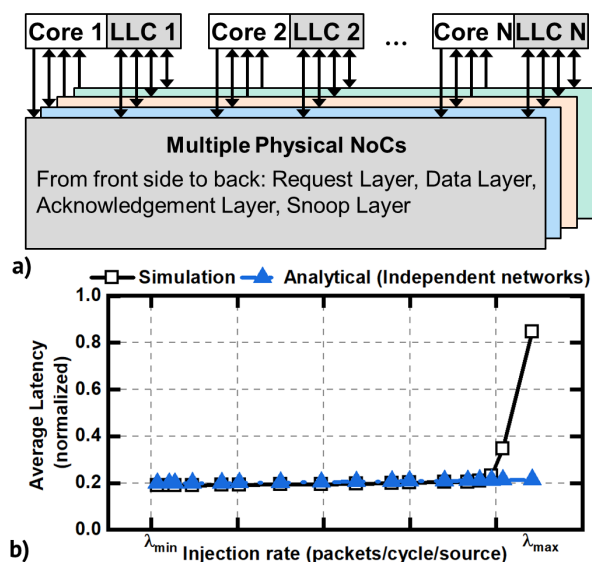 Core 1 LLC 1 Core 2 LLC 2 ... Core N LLC N
Multiple Physical NoCs
From front side to back: Request Layer, Data Layer,
Acknowledgement Layer, Snoop Layer
a)
Simulation Analytical (Independent networks)
1.0
0.8
0.6
0.4
0.2
0.0
Average Latency
(normalized)
λmin Injection rate (packets/cycle/source) λmax
b)